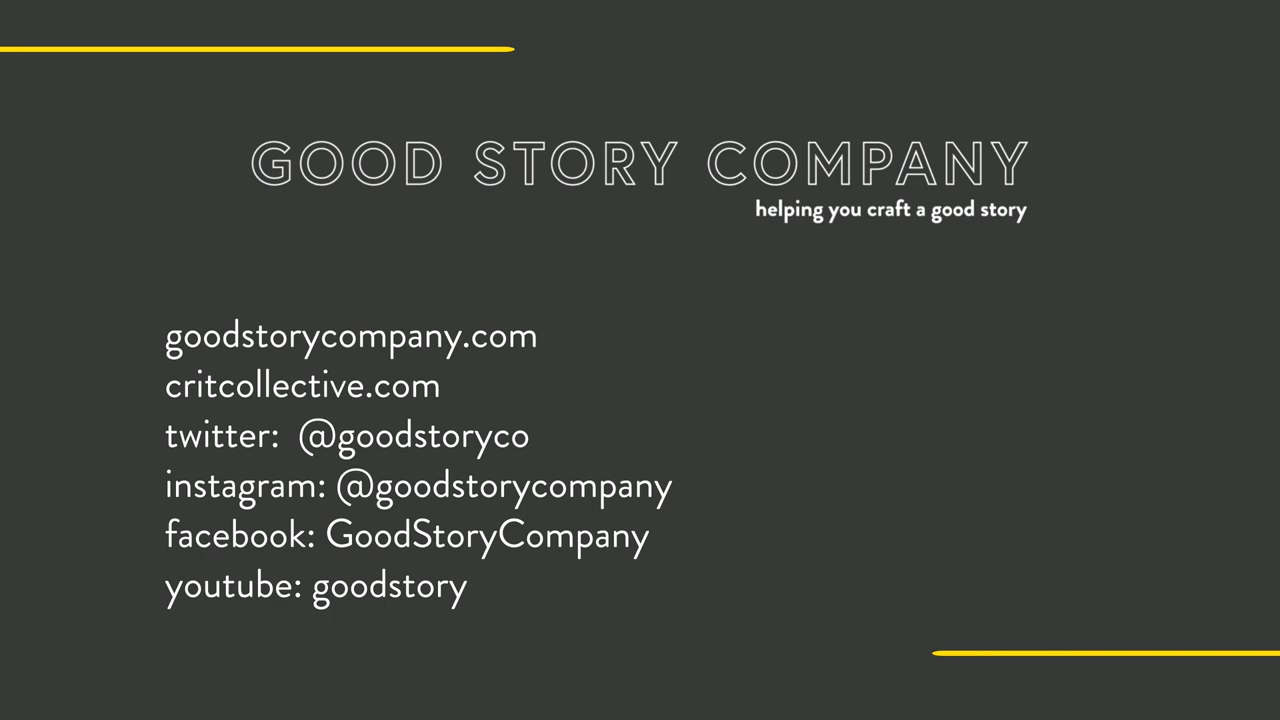 GOOD STORY COMPANY
helping you craft a good story
goodstorycompany.com
critcollective.com
twitter:  @goodstoryco
instagram: @goodstorycompany
facebook: GoodStoryCompany
youtube: goodstory